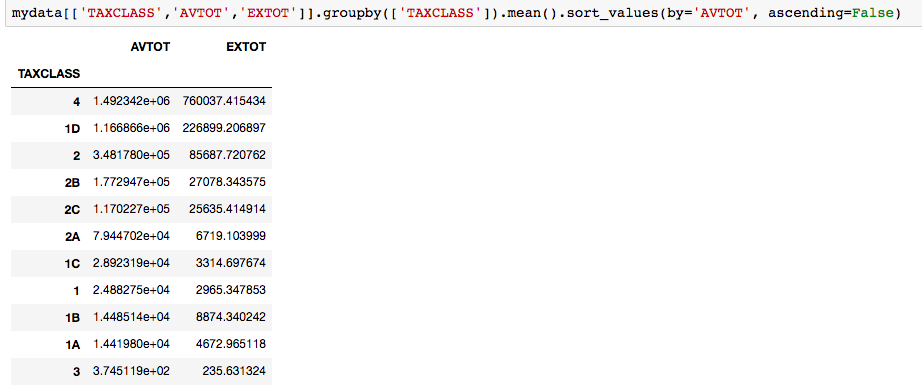 mydata[['TAXCLASS','AVTOT','EXTOT']].groupby(['TAXCLASS']).mean().sort_values(by='AVTOT', ascending=False)
AVTOT EXTOT
TAXCLASS
4 1.492342e+06 760037.415434
1D 1.166866e+06 226899.206897
2 3.481780e+05 85687.720762
2B 1.772947e+05 27078.343575
2C 1.170227e+05 25635.414914
2A 7.944702e+04 6719.103999
1C 2.892319e+04 3314.697674
1 2.488275e+04 2965.347853
1B 1.448514e+04 8874.340242
1A 1.441980e+04 4672.965118
3 3.745119e+02 235.631324